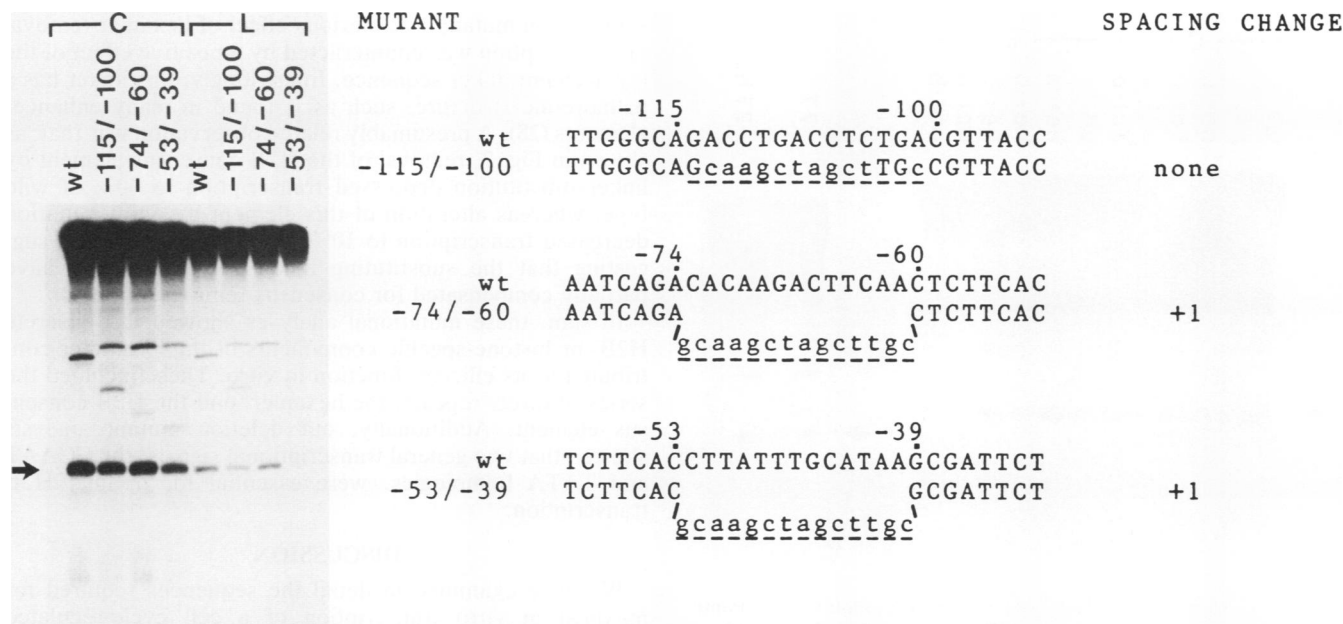 C L
MUTANT SPACING CHANGE
wt -115/-100 -74/-60 -53/-39 wt -115/-100 -74/-60 -53/-39
-115 -100
wt TTGGGCAGACCTGACCTCTGACGTTACC
115/-100 TTGGGCAGcaagctagctTGcCGTTACC none
-74 -60
wt AATCAGACACAAGACTTCAACTCTTCAC
-74/-60 AATCAGA CTCTTCAC +1
gcaagctagcttgc
-53 -39
wt TCTTCACCTTATTTGCATAAGCGATTCT
-53/-39 TCTTCAC GCGATTCT +1
gcaagctagcttgc